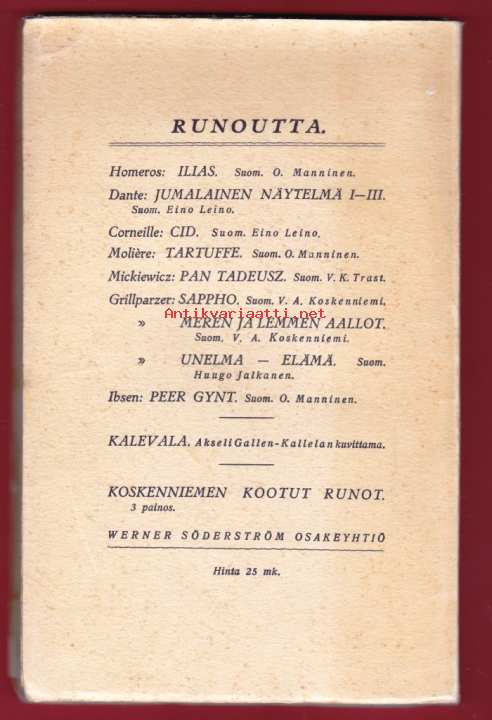 RUNOUTTA.
Homeros: ILIAS. Suom. O. Manninen.
Dante: JUMALAINEN NÄYTELMÄ I—III.
Suom. Eino Leino.
Corneille: CID. Suom. Eino Leino.
Molière: TARTUFFE. Suom. O. Manninen.
Mickiewicz: PAN TADEUSZ. Suom. V. K. Trast.
Grillparzer: SAPPHO. Suom. V. A. Koskenniemi.
Antikvariaatti.net
» MEREN JA LEMMEN AALLOT.
Suom. V. A. Koskenniemi.
» UNELMA — ELÄMÄ. Suom.
Huugo Jalkanen.
Ibsen: PEER GYNT. Suom. O. Manninen.
KALEVALA. Akseli Gallen-Kallelan kuvittama.
KOSKENNIEMEN KOOTUT RUNOT.
3 painos.
WERNER SÖDERSTRÖM OSAKEYHTIÖ
Hinta 25 mk.